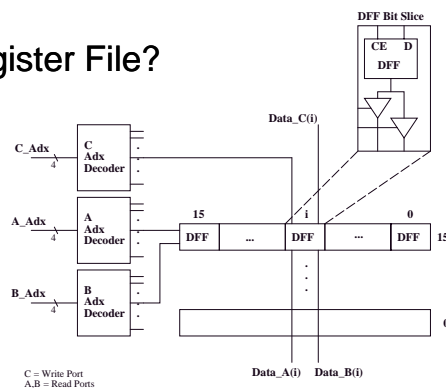 gister File?
DFF Bit Slice
CE D
DFF
Data_C(i)
C_Adx
4
C
Adx
Decoder
A_Adx
4
A
Adx
Decoder
B_Adx
4
B
Adx
Decoder
15 i 0
DFF ... DFF ... DFF 15
Data_A(i) Data_B(i)
C = Write Port
A,B = Read Ports